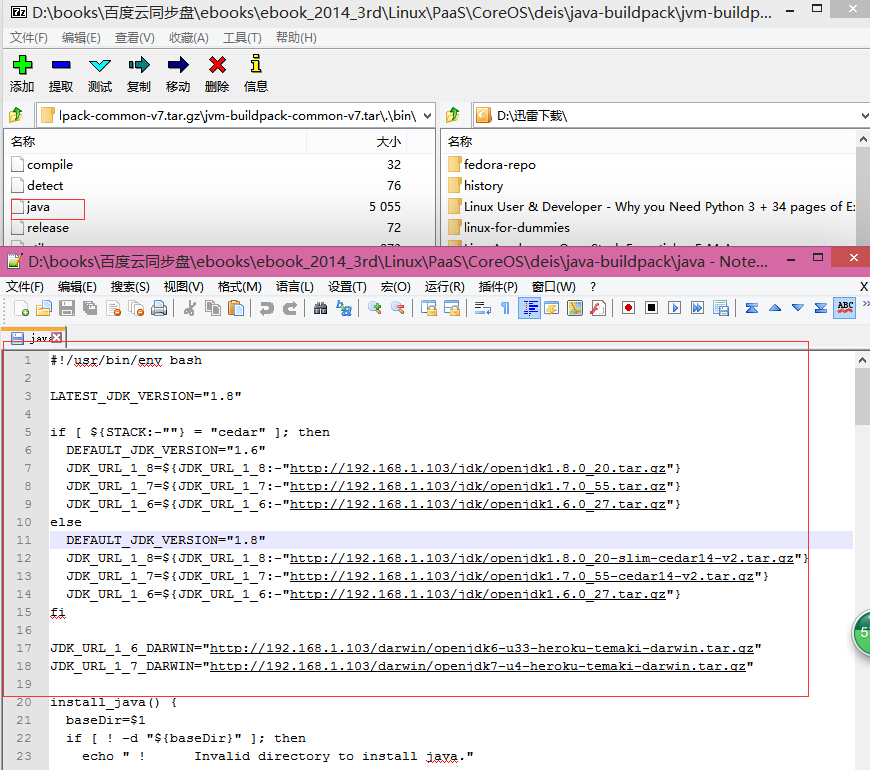 D:\books\百度云同步盘\ebooks\ebook_2014_3rd\Linux\PaaS\CoreOS\deis\java-buildpack\jvm-buildp...
文件(F) 编辑(E) 查看(V) 收藏(A) 工具(T) 帮助(H)
添加 提取 测试 复制 移动 删除 信息
lpack-common-v7.tar.gz\jvm-buildpack-common-v7.tar\.\bin\ D:\迅雷下载\
名称 大小 名称
compile 32 fedora-repo
detect 76 history
java 5 055 Linux User & Developer - Why you Need Python 3 + 34 pages of E
release 72 linux-for-dummies
D:\books\百度云同步盘\ebooks\ebook_2014_3rd\Linux\PaaS\CoreOS\deis\java-buildpack\java - Note...
文件(F) 编辑(E) 搜索(S) 视图(V) 格式(M) 语言(L) 设置(T) 宏(O) 运行(R) 插件(P) 窗口(W) ? X
ABC
java
1 #!/usr/bin/env bash
2
3 LATEST_JDK_VERSION="1.8"
4
5 if [ ${STACK:-""} = "cedar" ]; then
6 DEFAULT_JDK_VERSION="1.6"
7 JDK_URL_1_8=${JDK_URL_1_8:-"http://192.168.1.103/jdk/openjdk1.8.0_20.tar.gz"}
8 JDK_URL_1_7=${JDK_URL_1_7:-"http://192.168.1.103/jdk/openjdk1.7.0_55.tar.gz"}
9 JDK_URL_1_6=${JDK_URL_1_6:-"http://192.168.1.103/jdk/openjdk1.6.0_27.tar.gz"}
10 else
11 DEFAULT_JDK_VERSION="1.8"
12 JDK_URL_1_8=${JDK_URL_1_8:-"http://192.168.1.103/jdk/openjdk1.8.0_20-slim-cedar14-v2.tar.gz"}
13 JDK_URL_1_7=${JDK_URL_1_7:-"http://192.168.1.103/jdk/openjdk1.7.0_55-cedar14-v2.tar.gz"}
14 JDK_URL_1_6=${JDK_URL_1_6:-"http://192.168.1.103/jdk/openjdk1.6.0_27.tar.gz"}
15 fi
16
17 JDK_URL_1_6_DARWIN="http://192.168.1.103/darwin/openjdk6-u33-heroku-temaki-darwin.tar.gz"
18 JDK_URL_1_7_DARWIN="http://192.168.1.103/darwin/openjdk7-u4-heroku-temaki-darwin.tar.gz"
19
20 install_java() {
21 baseDir=$1
22 if [ ! -d "${baseDir}" ]; then
23 echo " ! Invalid directory to install java."